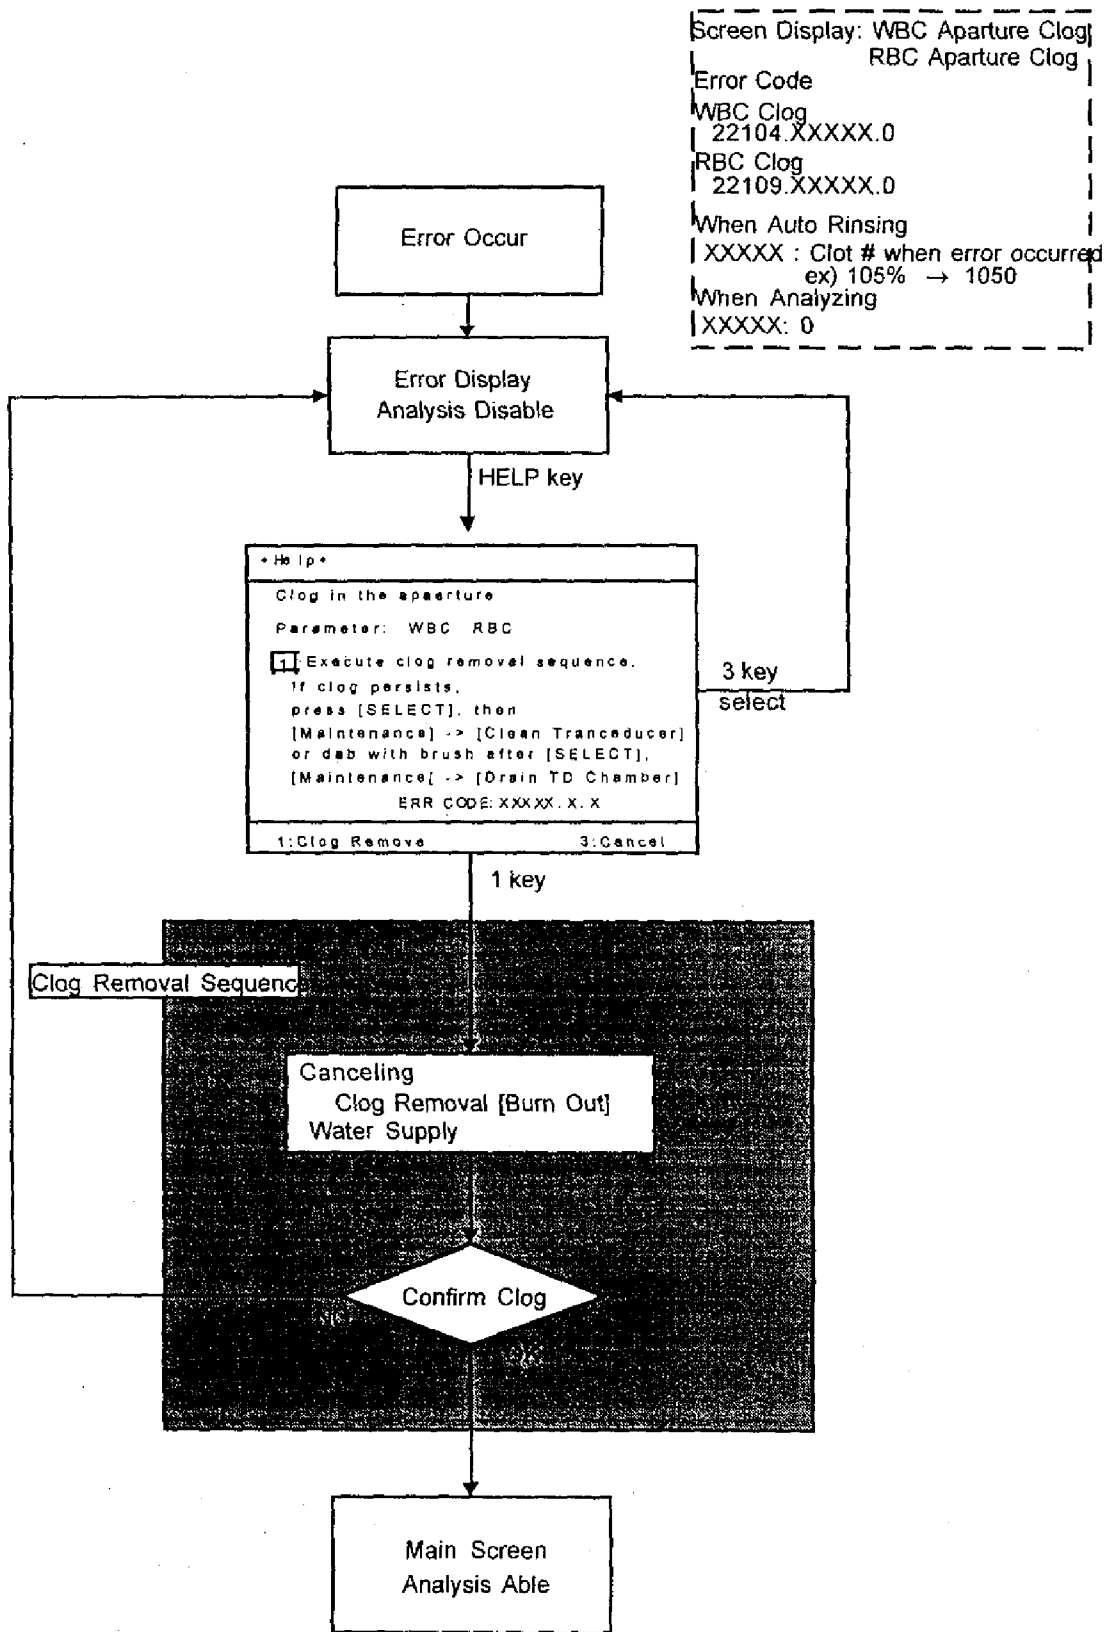 Screen Display: WBC Aparture Clog
RBC Aparture Clog
Error Code
WBC Clog
22104.XXXXX.0
RBC Clog
22109.XXXXX.0
When Auto Rinsing
XXXXX : Clot # when error occurred
ex) 105% → 1050
When Analyzing
XXXXX: 0
Error Occur
Error Display
Analysis Disable
HELP key
*Help*
Clog in the apaerture
Parameter: WBC RBC
1 :Execute clog removal sequence.
If clog persists,
press [SELECT], then
[Maintenance] -> [Clean Tranceducer]
or dab with brush after [SELECT],
[Maintenance[ -> [Drain TD Chamber]
ERR CODE: XXXXX.X.X
1:Clog Remove 3:Cancel
3 key
select
1 key
Clog Removal Sequenc
Canceling
Clog Removal [Burn Out]
Water Supply
Confirm Clog
Main Screen
Analysis Able